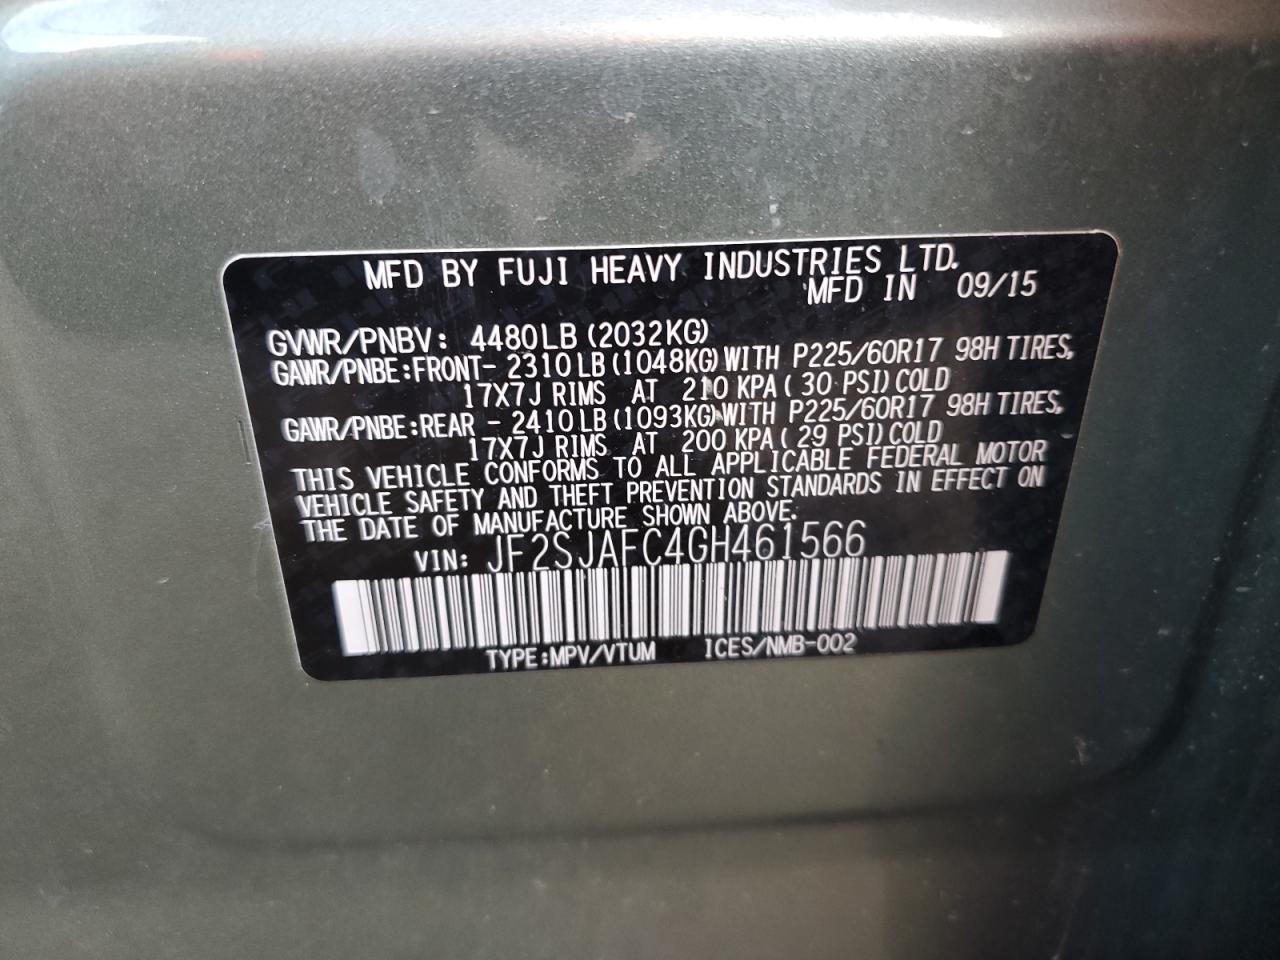 MFD BY FUJI HEAVY INDUSTRIES LTD.
MFD IN 09/15
GVWR/PNBV: 4480LB (2032KG)
GAWR/PNBE:FRONT- 2310LB (1048KG) WITH P225/60R17 98H TIRES,
17X7J RIMS AT 210 KPA ( 30 PSI) COLD
GAWR/PNBE:REAR - 2410LB (1093KG) WITH P225/60R17 98H TIRES,
17X7J RIMS AT 200 KPA ( 29 PSI) COLD
THIS VEHICLE CONFORMS TO ALL APPLICABLE FEDERAL MOTOR
VEHICLE SAFETY AND THEFT PREVENTION STANDARDS IN EFFECT ON
THE DATE OF MANUFACTURE SHOWN ABOVE.
VIN: JF2SJAFC4GH461566
TYPE:MPV/VTUM ICES/NMB-002